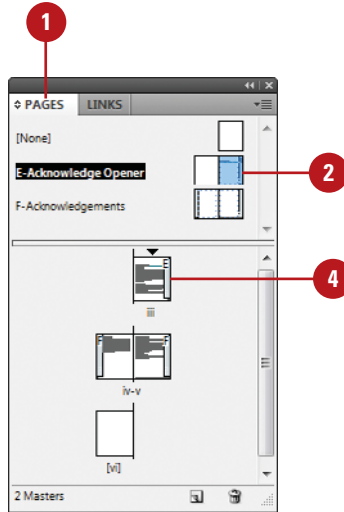 1
PAGES LINKS
[None]
E-Acknowledge Opener
2
F-Acknowledgements
E
4
iii
F F
iv-v
[vi]
2 Masters